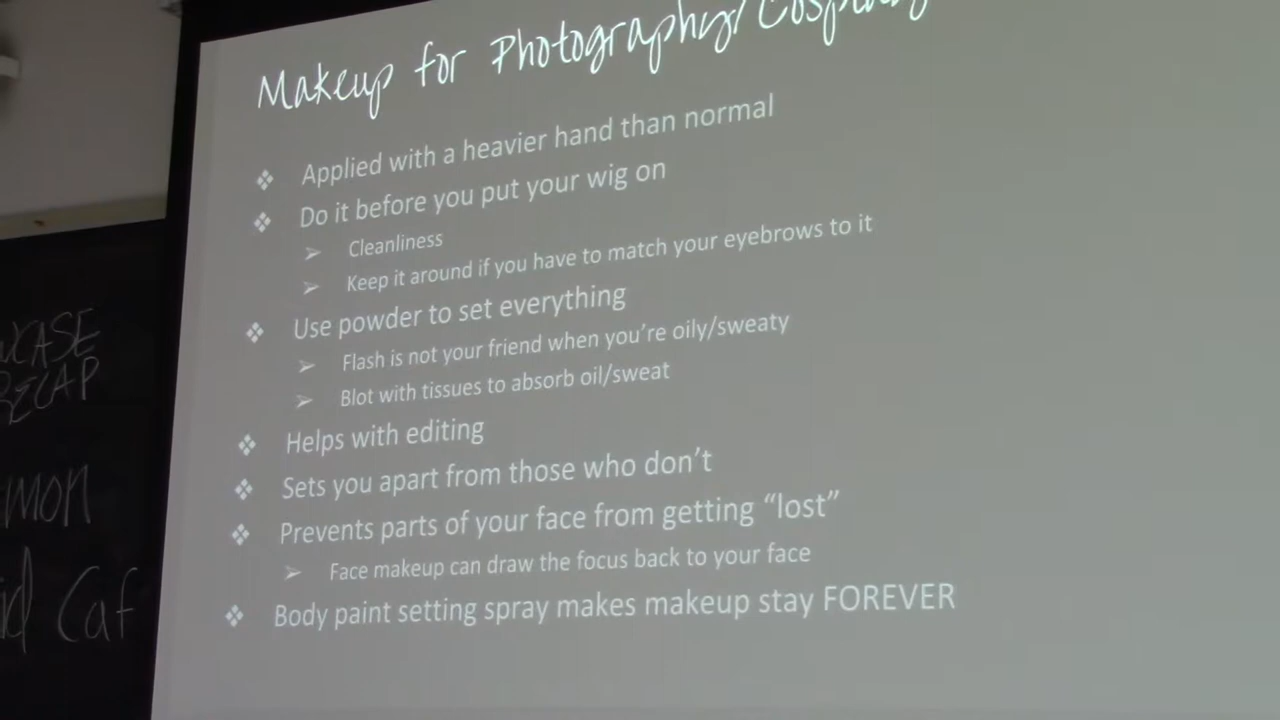 Makeup for Photography/Cosplay
Applied with a heavier hand than normal
Do it before you put your wig on
Cleanliness
Keep it around if you have to match your eyebrows to it
Use powder to set everything
Flash is not your friend when you're oily/sweaty
Blot with tissues to absorb oil/sweat
Helps with editing
Sets you apart from those who don't
Prevents parts of your face from getting "lost"
Face makeup can draw the focus back to your face
Body paint setting spray makes makeup stay FOREVER
RECAP
Caf